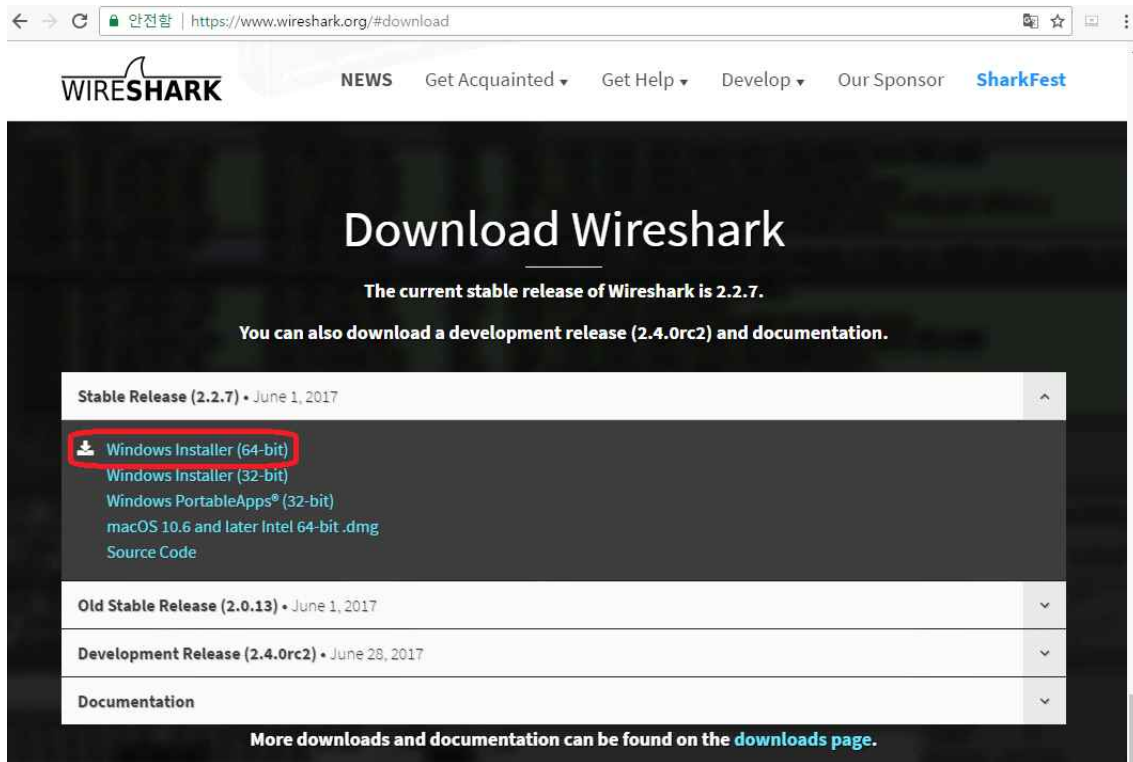 안전함 | https://www.wireshark.org/#download
WIRESHARK
NEWS Get Acquainted Get Help Develop Our Sponsor SharkFest
Download Wireshark
The current stable release of Wireshark is 2.2.7.
You can also download a development release (2.4.0rc2) and documentation.
Stable Release (2.2.7) • June 1, 2017
Windows Installer (64-bit)
Windows Installer (32-bit)
Windows PortableApps® (32-bit)
macOS 10.6 and later Intel 64-bit .dmg
Source Code
Old Stable Release (2.0.13) • June 1, 2017
Development Release (2.4.0rc2) • June 28, 2017
Documentation
More downloads and documentation can be found on the downloads page.